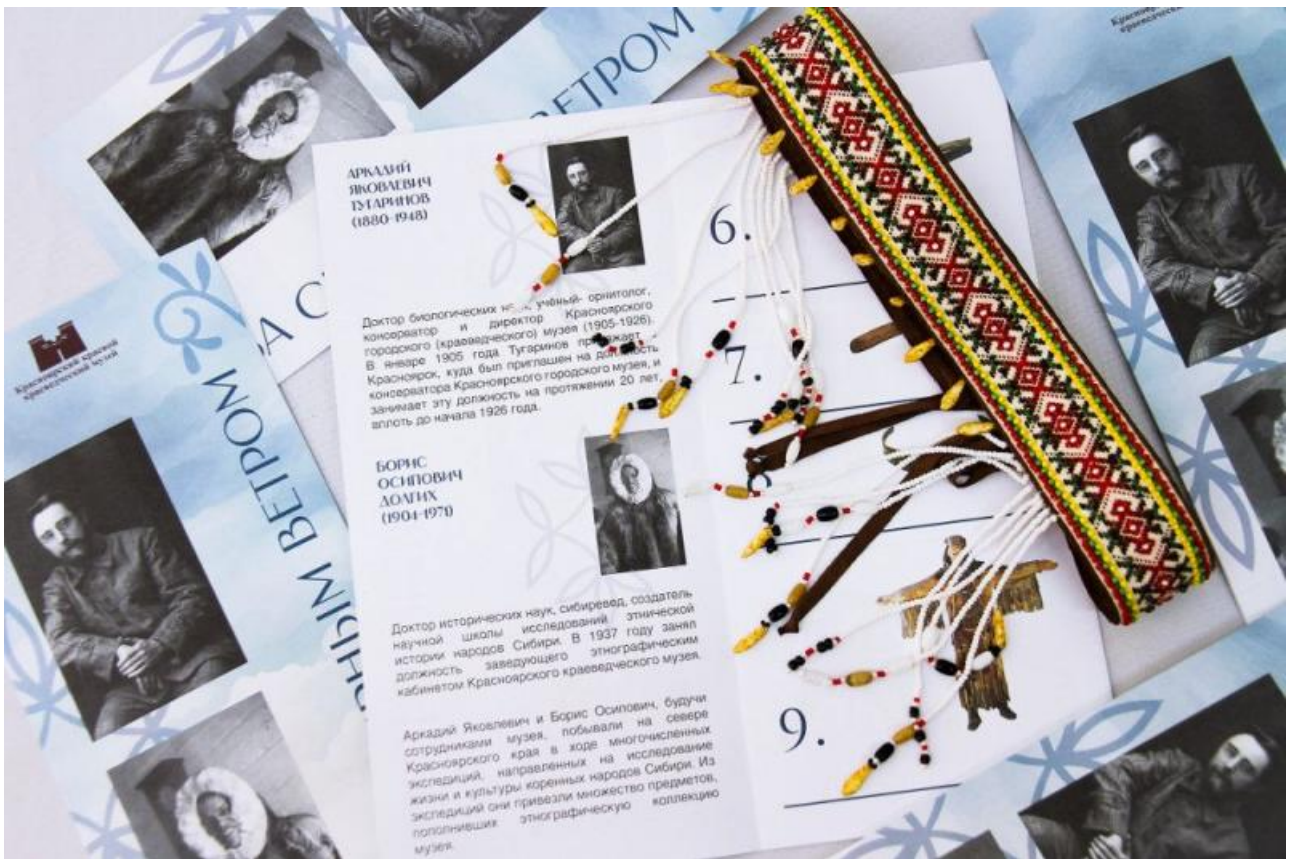 Красноярский краевой
краеведческий музей
ВЕТРОМ
АРКАДИЙ
ЯКОВЛЕВИЧ
ТУГАРИНОВ
(1880-1948)
Доктор биологических учёный- орнитолог,
консерватор и директор Красноярского
городского (краеведческого) музея (1905-1926).
В январе 1905 года Тугаринов
Красноярск, куда был приглашен на должность
консерватора Красноярского городского музея, и
занимает эту должность на протяжении 20 лет,
вплоть до начала 1926 года.
БОРИС
ОСИПОВИЧ
ДОЛГИХ
(1904-1971)
Доктор исторических наук, сибиревед, создатель
научной школы исследований этнической
истории народов Сибири. В 1937 году занял
должность заведующего этнографическим
кабинетом Красноярского краеведческого музея.
Аркадий Яковлевич и Борис Осипович, будучи
сотрудниками музея, побывали на севере
Красноярского края в ходе многочисленных
экспедиций, направленных на исследование
жизни и культуры коренных народов Сибири. Из
экспедиций они привезли множество предметов,
пополнивших этнографическую коллекцию
музея.
6.
7.
9.
ВЕТРОМ